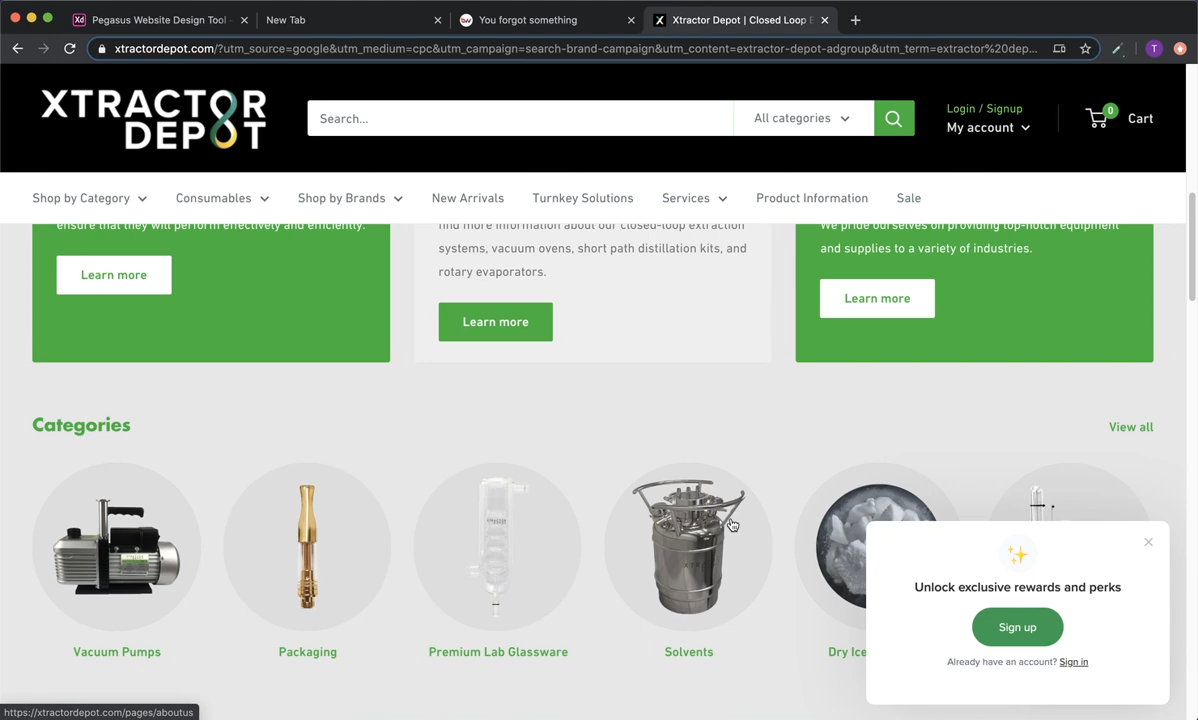 Pegasus Website Design Tool -
New Tab
You forgot something
Xtractor Depot | Closed Loop E
xtractordepot.com/?utm_source=google&utm_medium=cpc&utm_campaign=search-brand-campaign&utm_content=extractor-depot-adgroup&utm_term=extractor%20dep...
T
XTRACTOR
DEPOT
Search...
All categories
Login / Signup
My account
0
Cart
Shop by Category
Consumables
Shop by Brands
New Arrivals
Turnkey Solutions
Services
Product Information
Sale
ensure that they will perform effectively and efficiently.
Learn more
find more information about our closed-loop extraction
systems, vacuum ovens, short path distillation kits, and
rotary evaporators.
Learn more
We pride ourselves on providing top-notch equipment
and supplies to a variety of industries.
Learn more
Categories
View all
Vacuum Pumps
Packaging
Premium Lab Glassware
Solvents
Dry Ice
Unlock exclusive rewards and perks
Sign up
Already have an account? Sign in
https://xtractordepot.com/pages/aboutus